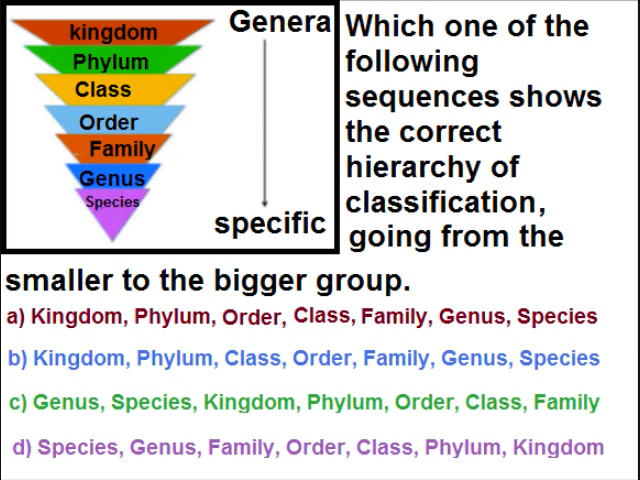 kingdom
Phylum
Class
Order
Family
Genus
Species
Genera
specific
Which one of the
following
sequences shows
the correct
hierarchy of
classification,
going from the
smaller to the bigger group.
a) Kingdom, Phylum, Order, Class, Family, Genus, Species
b) Kingdom, Phylum, Class, Order, Family, Genus, Species
c) Genus, Species, Kingdom, Phylum, Order, Class, Family
d) Species, Genus, Family, Order, Class, Phylum, Kingdom